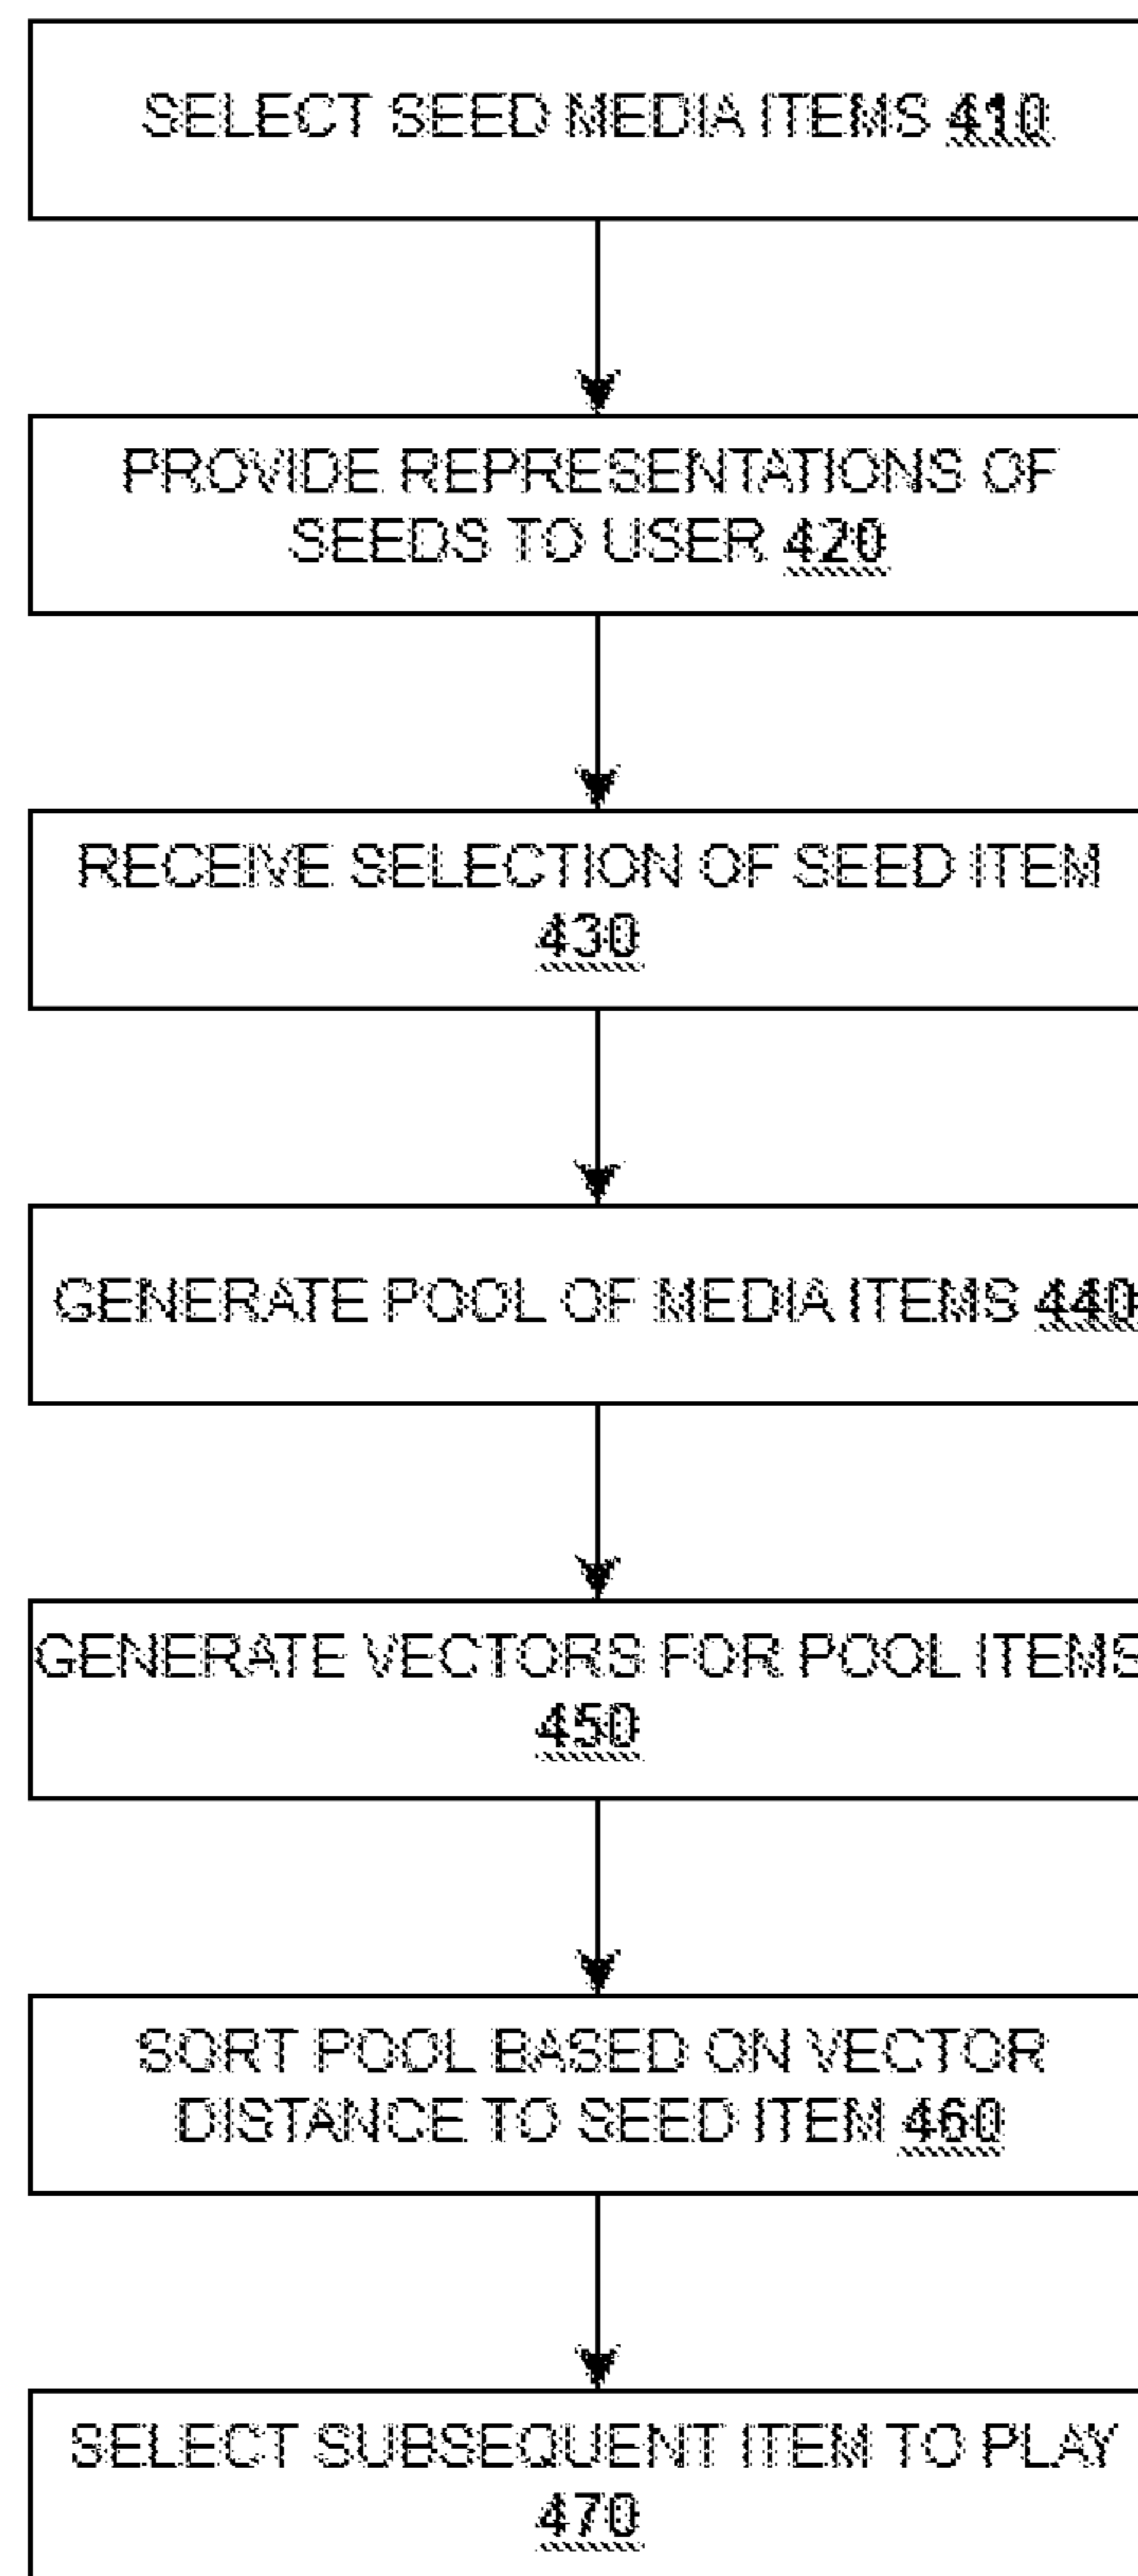 SELECT SEED MEDIA ITEMS 410
PROVIDE REPRESENTATIONS OF
SEEDS TO USER 420
RECEIVE SELECTION OF SEED ITEM
430
GENERATE POOL OF MEDIA ITEMS 440
GENERATE VECTORS FOR POOL ITEMS
450
SORT POOL BASED ON VECTOR
DISTANCE TO SEED ITEM 460
SELECT SUBSEQUENT ITEM TO PLAY
470